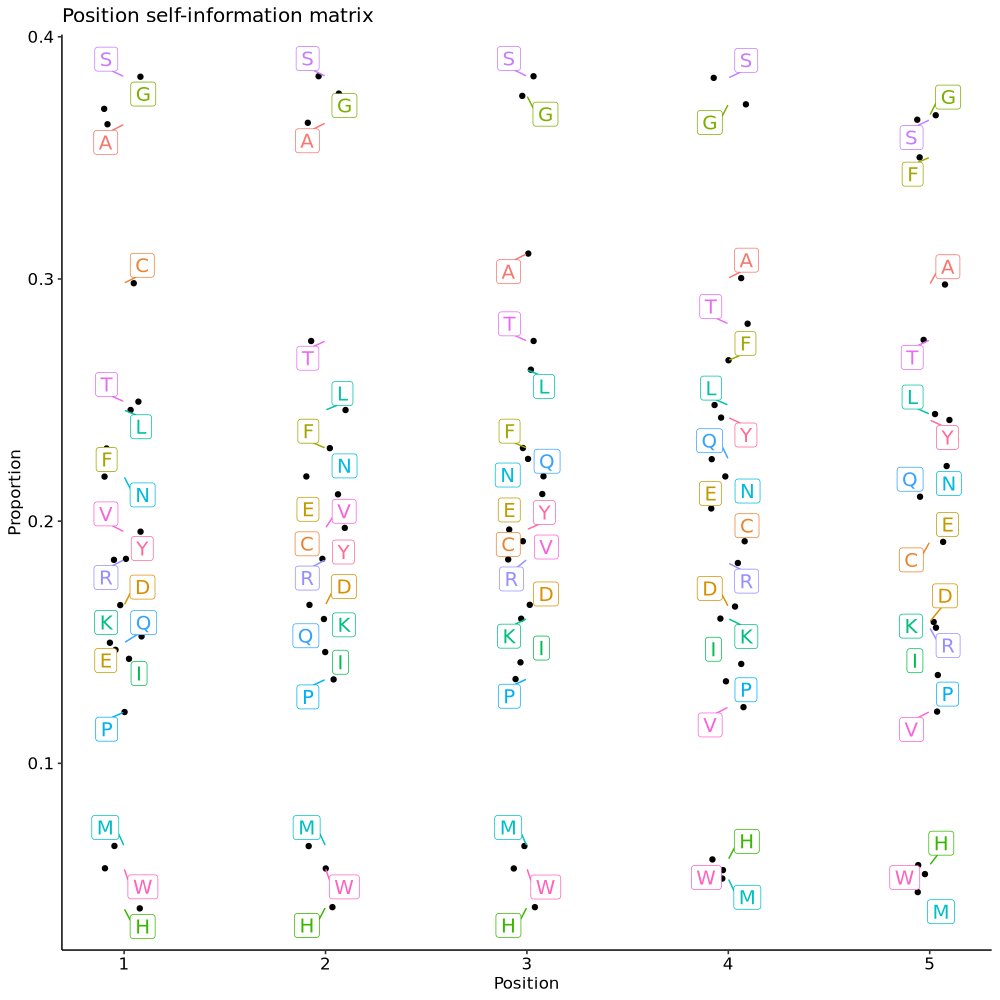 Position self-information matrix
0.4
0.3
0.2
0.1
Proportion
S
G
A
C
T
L
F
N
V
Y
R
D
K
Q
E
I
P
M
W
H
S
G
A
T
L
F
N
E
V
C
Y
R
D
K
Q
I
P
M
W
H
S
G
A
T
L
F
Q
N
E
Y
C
V
R
D
K
I
P
M
W
H
S
G
A
T
F
L
Y
Q
N
E
C
R
D
K
I
P
V
H
W
M
G
S
F
A
T
L
Y
Q
N
E
C
D
K
R
I
P
V
H
W
M
1 2 3 4 5
Position